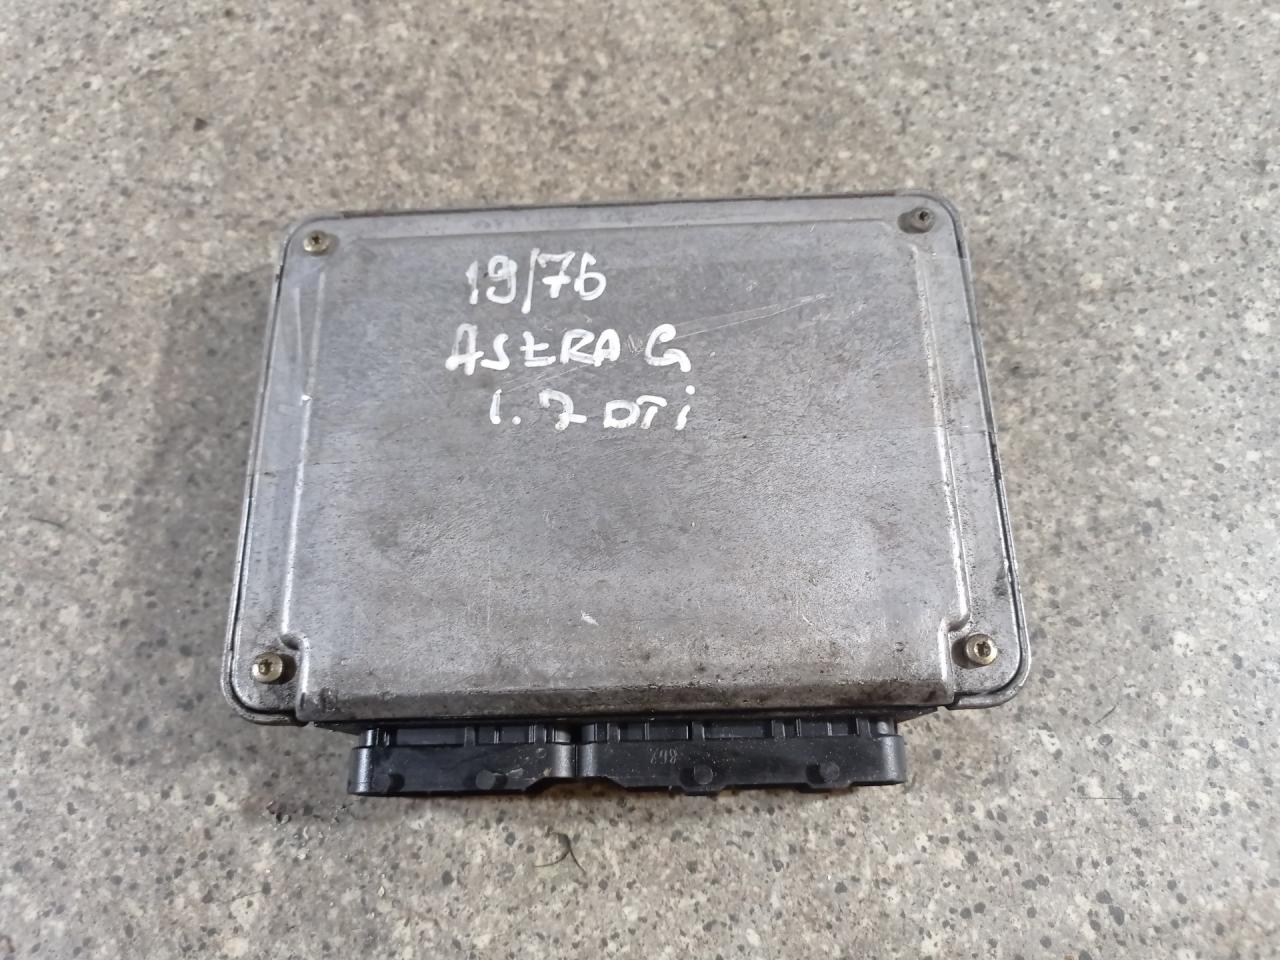 19/76
ASTRA G
1.7 DTi